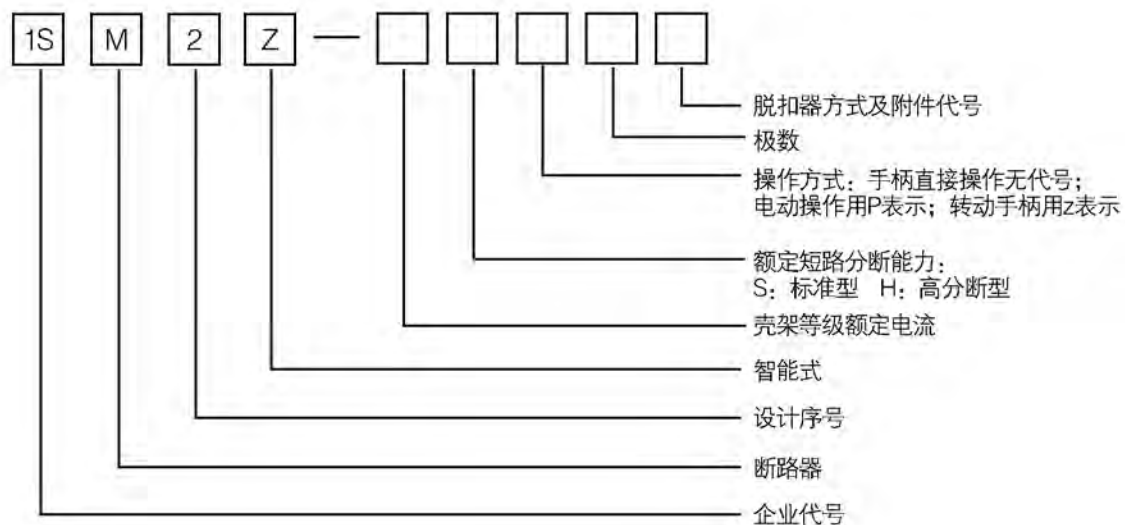 1S M 2 Z —
脱扣器方式及附件代号
极数
操作方式：手柄直接操作无代号；
电动操作用P表示；转动手柄用z表示
额定短路分断能力：
S：标准型 H：高分断型
壳架等级额定电流
智能式
设计序号
断路器
企业代号